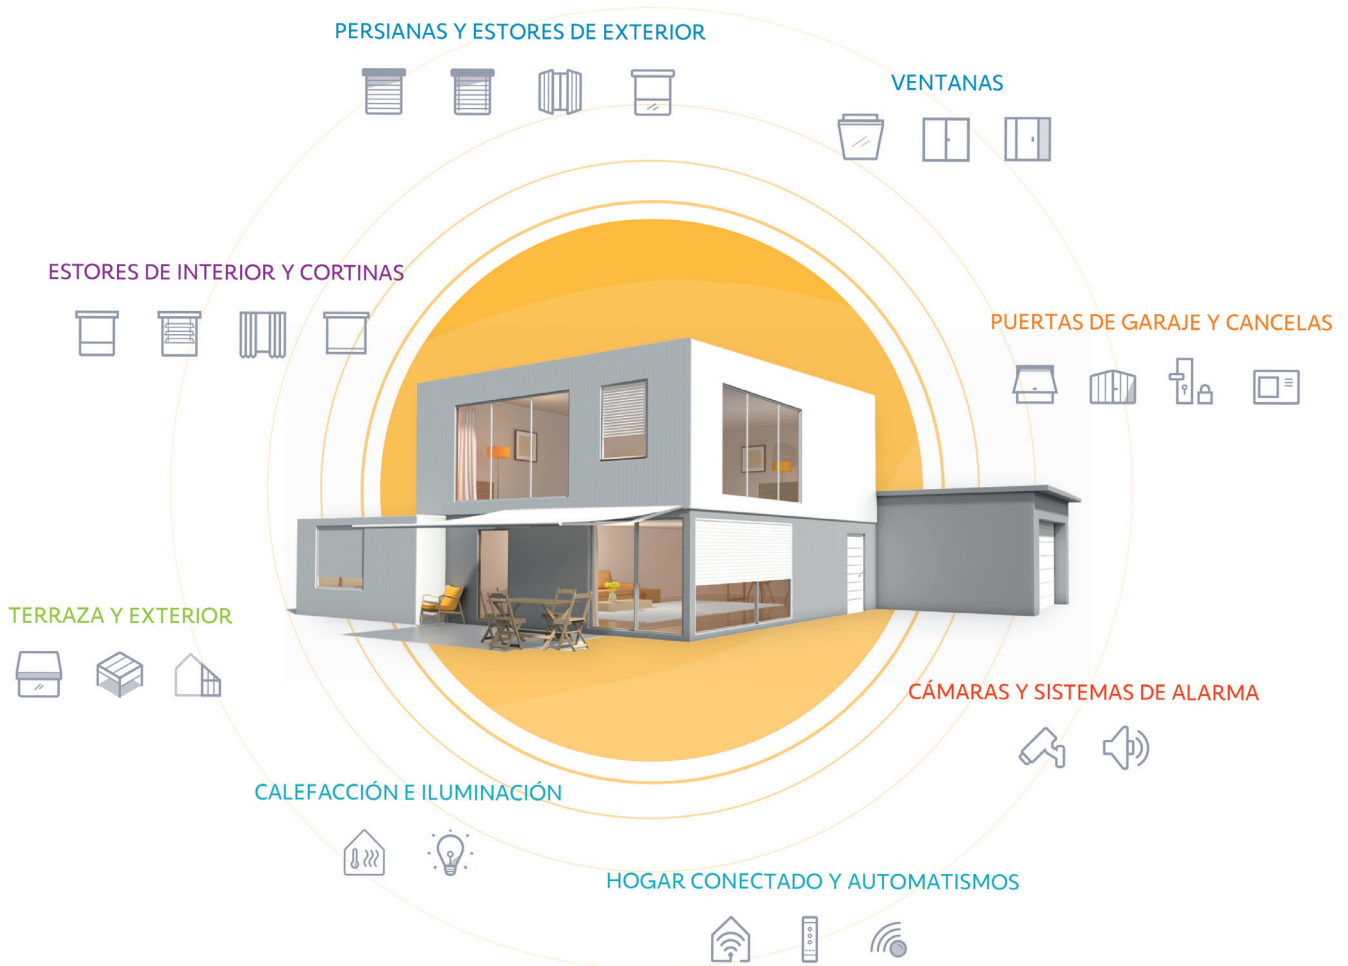 PERSIANAS Y ESTORES DE EXTERIOR
VENTANAS
ESTORES DE INTERIOR Y CORTINAS
PUERTAS DE GARAJE Y CANCELAS
TERRAZA Y EXTERIOR
CÁMARAS Y SISTEMAS DE ALARMA
CALEFACCIÓN E ILUMINACIÓN
HOGAR CONECTADO Y AUTOMATISMOS